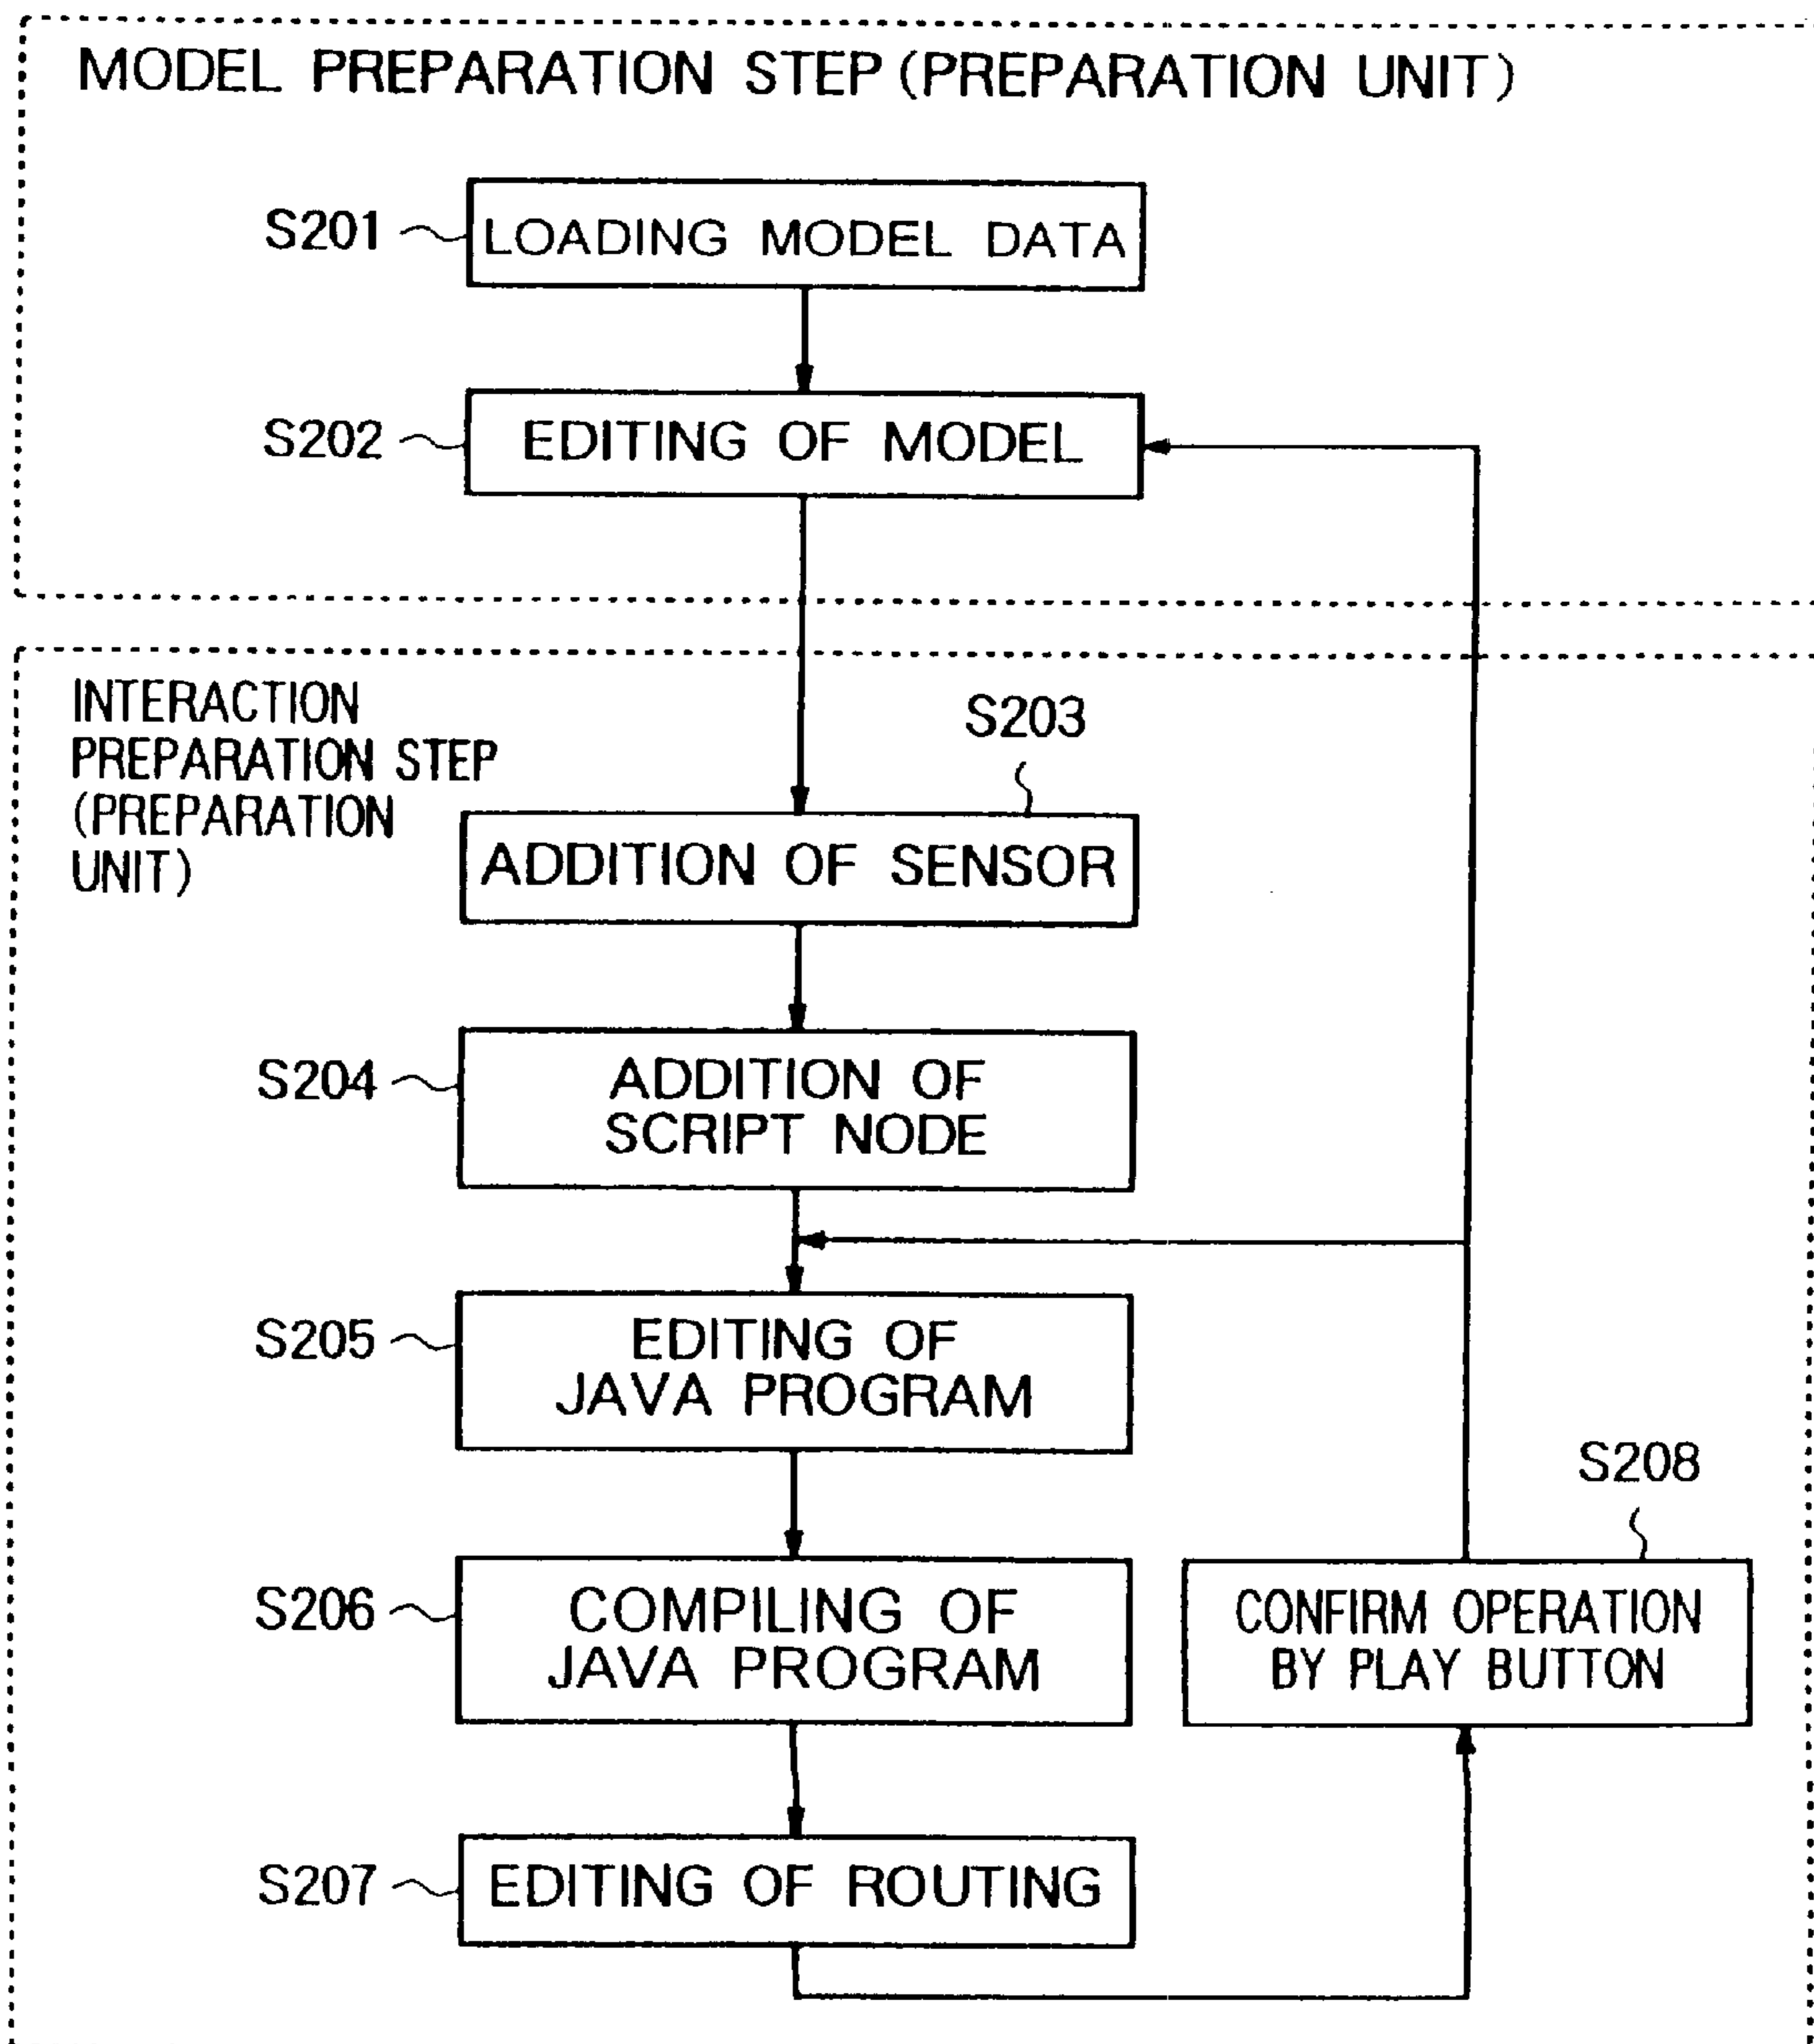 MODEL PREPARATION STEP (PREPARATION UNIT)
S201
LOADING MODEL DATA
S202
EDITING OF MODEL
INTERACTION
PREPARATION STEP
(PREPARATION
UNIT)
S203
ADDITION OF SENSOR
S204
ADDITION OF
SCRIPT NODE
S205
EDITING OF
JAVA PROGRAM
S206
COMPILING OF
JAVA PROGRAM
S208
CONFIRM OPERATION
BY PLAY BUTTON
S207
EDITING OF ROUTING